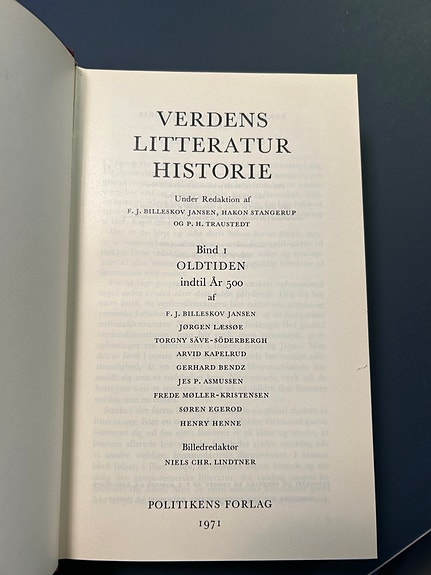 VERDENS
LITTERATUR
HISTORIE
Under Redaktion af
F. J. BILLESKOV JANSEN, HAKON STANGERUP
OG P. H. TRAUSTEDT
Bind 1
OLDTIDEN
indtil År 500
af
F. J. BILLESKOV JANSEN
JØRGEN LÆSSØE
TORGNY SÄVE-SÖDERBERGH
ARVID KAPELRUD
GERHARD BENDZ
JES P. ASMUSSEN
FREDE MØLLER-KRISTENSEN
SØREN EGEROD
HENRY HENNE
Billedredaktør
NIELS CHR. LINDTNER
POLITIKENS FORLAG
1971